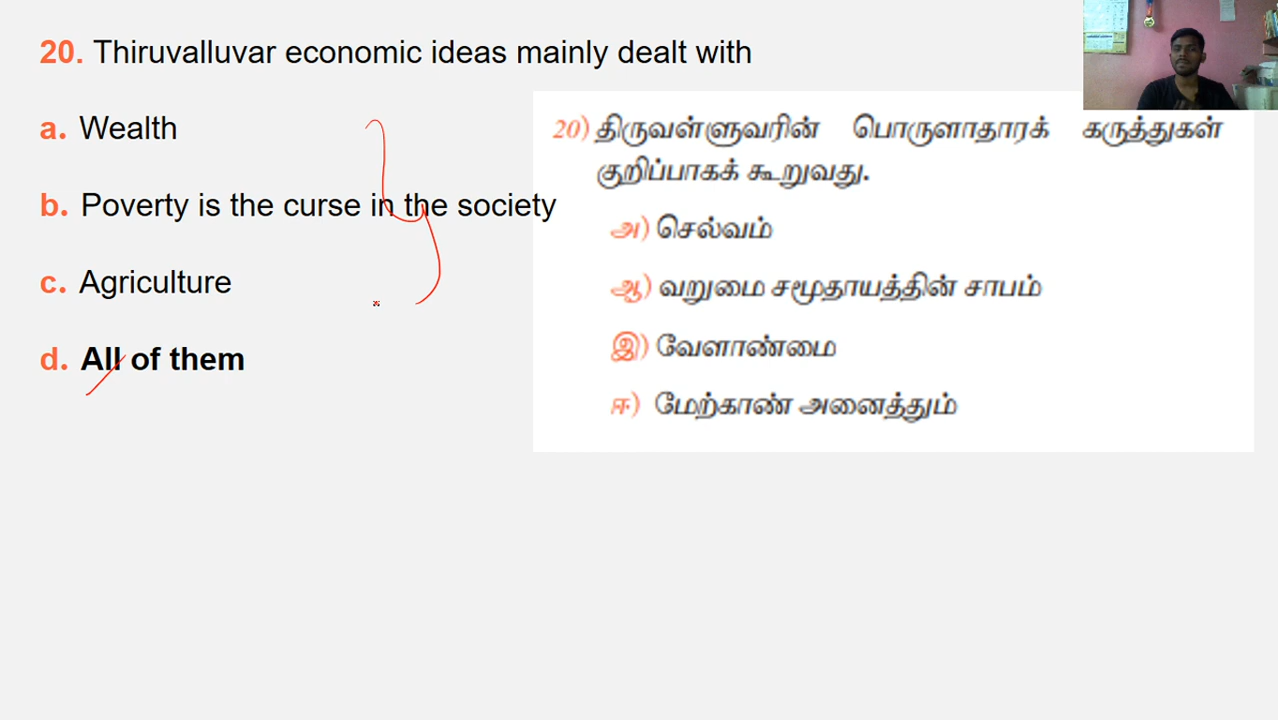 20. Thiruvalluvar economic ideas mainly dealt with
a. Wealth
b. Poverty is the curse in the society
c. Agriculture
d. All of them
20) திருவள்ளுவரின் பொருளாதாரக் கருத்துகள்
குறிப்பாகக் கூறுவது.
அ) செல்வம்
ஆ) வறுமை சமூதாயத்தின் சாபம்
இ) வேளாண்மை
ஈ) மேற்காண் அனைத்தும்